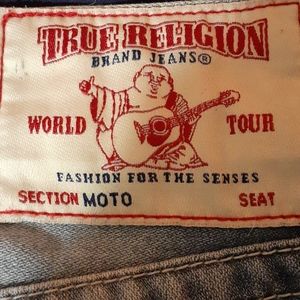 TRUE RELIGION
BRAND JEANS®
WORLD TOUR
FASHION FOR THE SENSES
SECTION MOTO SEAT